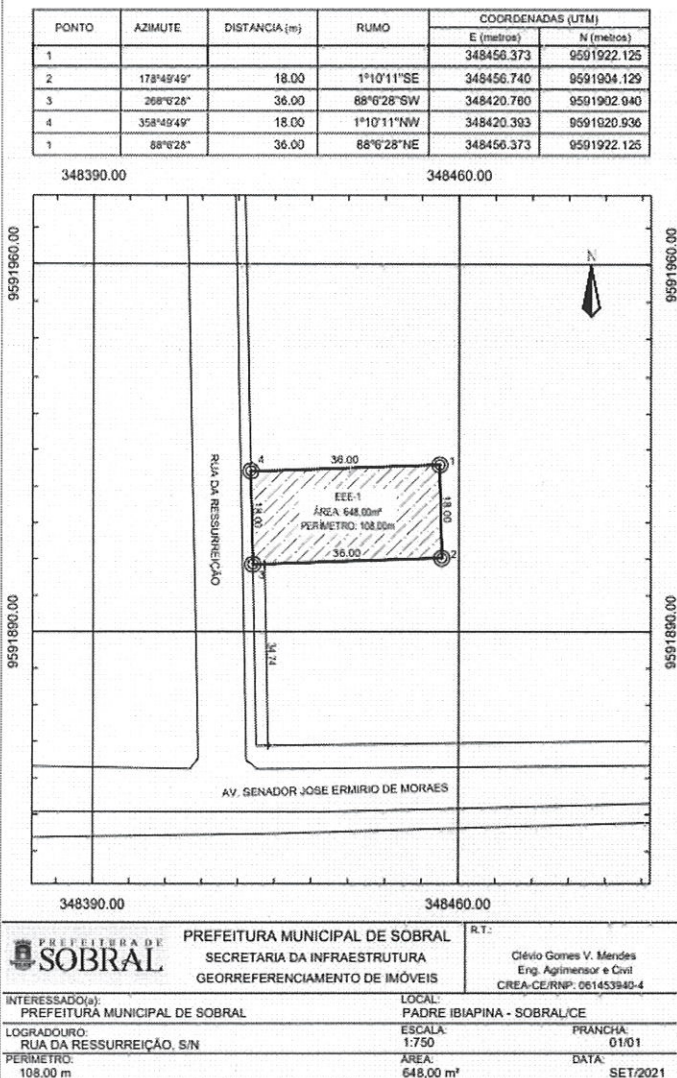 PONTO AZIMUTE DISTANCIA (m) RUMO COORDENADAS (UTM)
E (metros) N (metros)
1 348456.373 9591922.125
2 178°49'49" 18.00 1°10'11"SE 348456.740 9591904.129
3 268°6'28" 36.00 88°6'28"SW 348420.760 9591902.940
4 358°49'49" 18.00 1°10'11"NW 348420.393 9591920.936
1 88°6'28" 36.00 88°6'28"NE 348456.373 9591922.125
348390.00 348460.00
9591960.00 9591960.00
N
4 36.00 1
RUA DA RESSURREIÇÃO
18.00 EEE-1 18.00
ÁREA: 648.00m²
PERÍMETRO: 108.00m
36.00
3 2
9591890.00 9591890.00
34.74
AV. SENADOR JOSE ERMIRIO DE MORAES
348390.00 348460.00
PREFEITURA DE
SOBRAL
PREFEITURA MUNICIPAL DE SOBRAL
SECRETARIA DA INFRAESTRUTURA
GEORREFERENCIAMENTO DE IMÓVEIS
R.T.:
Clévio Gomes V. Mendes
Eng. Agrimensor e Civil
CREA-CE/RNP: 061453940-4
INTERESSADO(a): LOCAL:
PREFEITURA MUNICIPAL DE SOBRAL PADRE IBIAPINA - SOBRAL/CE
LOGRADOURO: ESCALA: PRANCHA:
RUA DA RESSURREIÇÃO, S/N 1:750 01/01
PERÍMETRO: ÁREA: DATA:
108,00 m 648,00 m² SET/2021